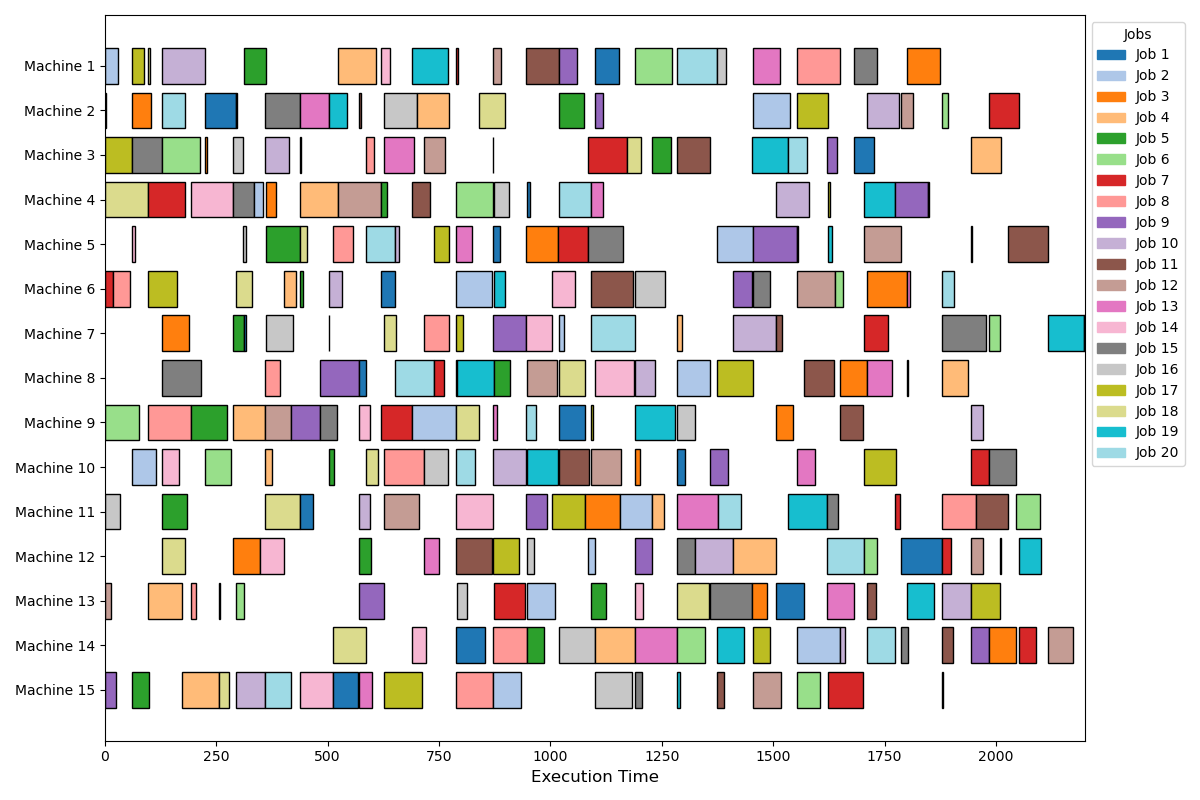 Machine 1
Machine 2
Machine 3
Machine 4
Machine 5
Machine 6
Machine 7
Machine 8
Machine 9
Machine 10
Machine 11
Machine 12
Machine 13
Machine 14
Machine 15
0 250 500 750 1000 1250 1500 1750 2000
Execution Time
Jobs
Job 1
Job 2
Job 3
Job 4
Job 5
Job 6
Job 7
Job 8
Job 9
Job 10
Job 11
Job 12
Job 13
Job 14
Job 15
Job 16
Job 17
Job 18
Job 19
Job 20